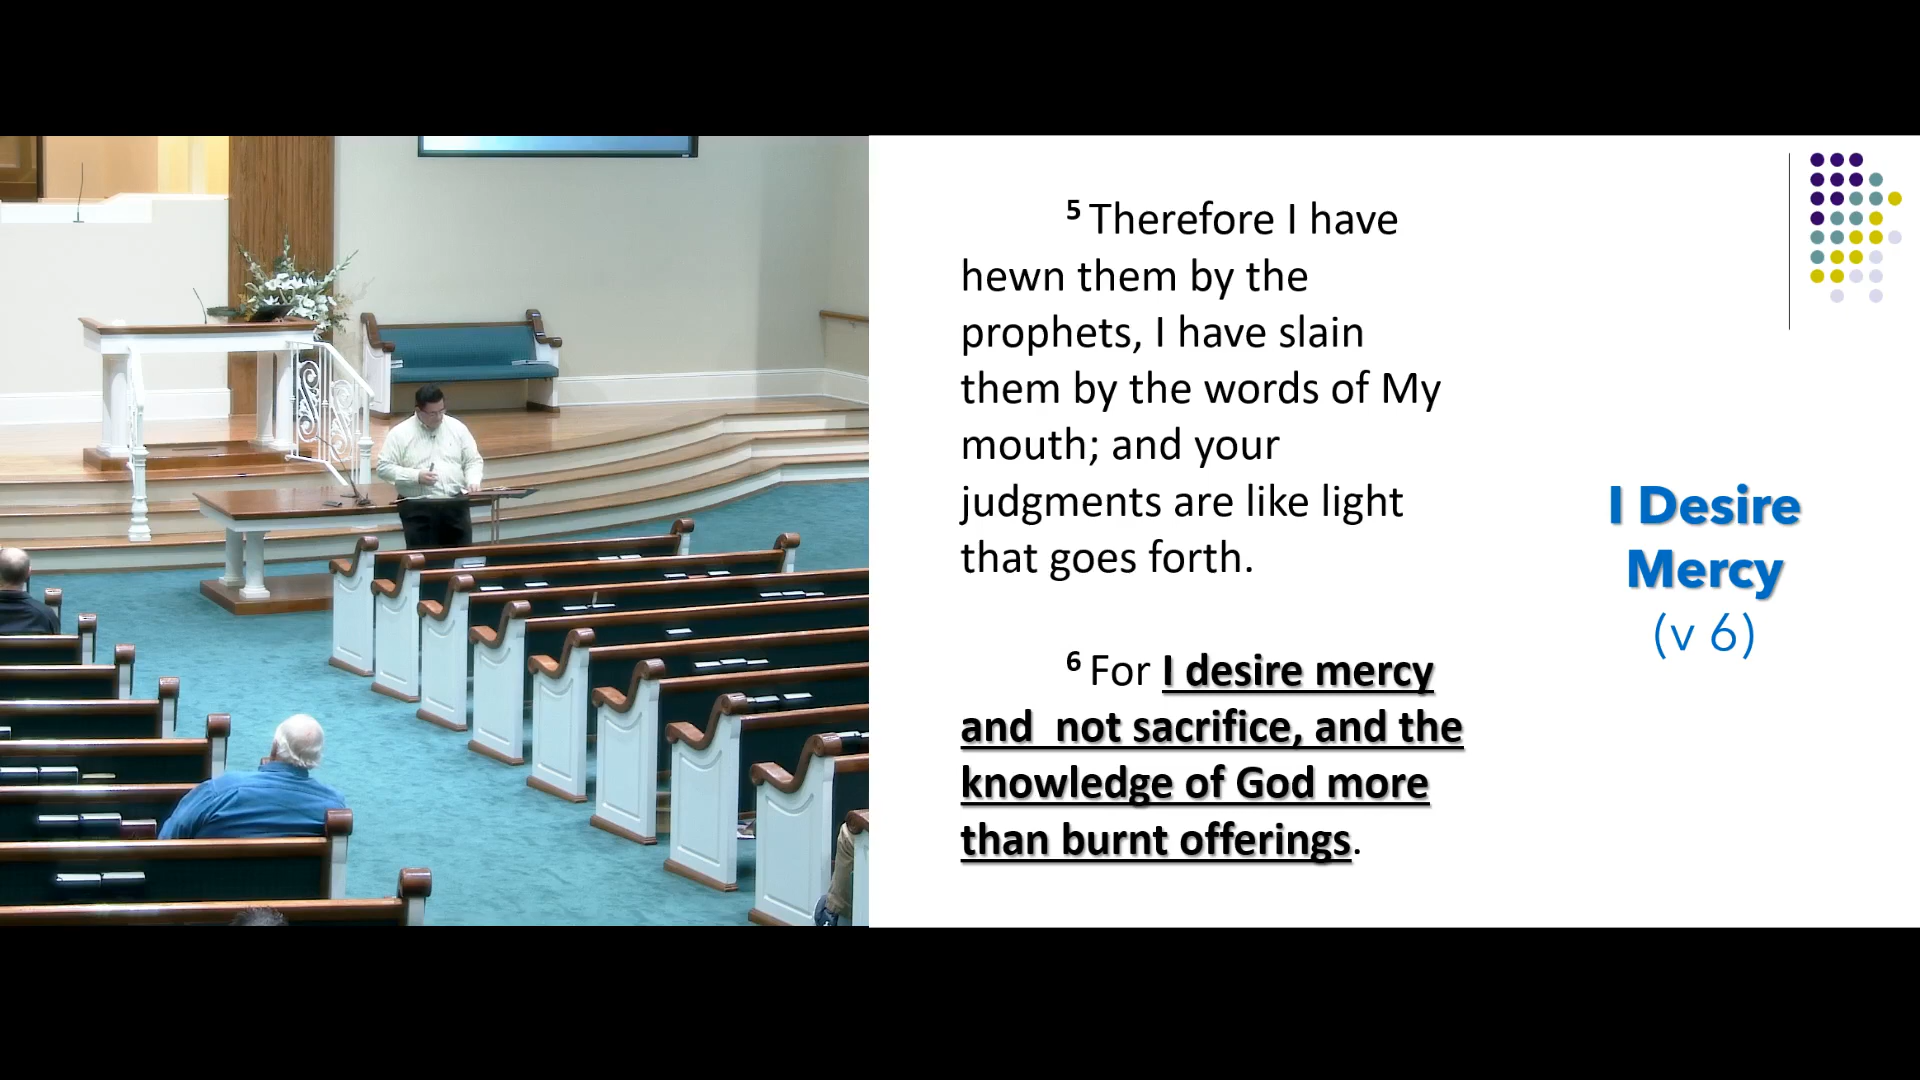 5 Therefore I have
hewn them by the
prophets, I have slain
them by the words of My
mouth; and your
judgments are like light
that goes forth.
6 For I desire mercy
and  not sacrifice, and the
knowledge of God more
than burnt offerings.
I Desire
Mercy
(v 6)